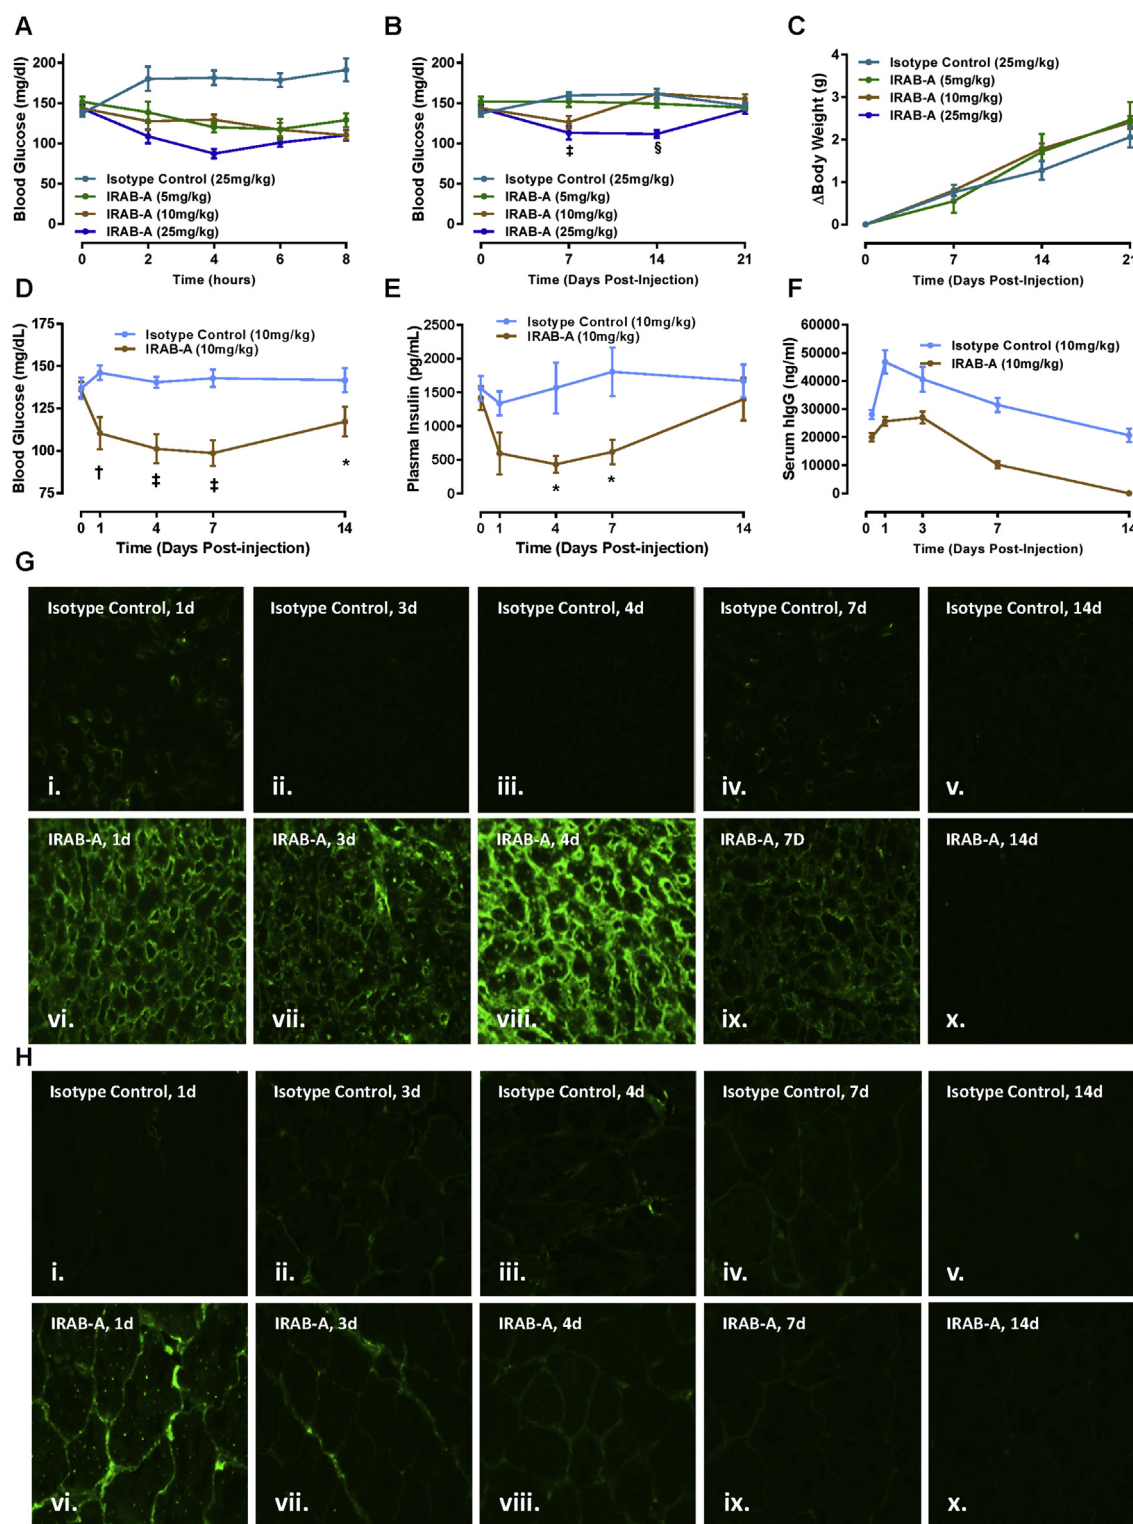 A
Blood Glucose (mg/dl)
200
150
100
50
0
Isotype Control (25mg/kg)
IRAB-A (5mg/kg)
IRAB-A (10mg/kg)
IRAB-A (25mg/kg)
0 2 4 6 8
Time (hours)
B
Blood Glucose (mg/dl)
200
150
100
50
0
‡ §
Isotype Control (25mg/kg)
IRAB-A (5mg/kg)
IRAB-A (10mg/kg)
IRAB-A (25mg/kg)
0 7 14 21
Time (Days Post-Injection)
C
ΔBody Weight (g)
4
3
2
1
0
Isotype Control (25mg/kg)
IRAB-A (5mg/kg)
IRAB-A (10mg/kg)
IRAB-A (25mg/kg)
0 7 14 21
Time (Days Post-Injection)
D
Blood Glucose (mg/dL)
175
150
125
100
75
Isotype Control (10mg/kg)
IRAB-A (10mg/kg)
† ‡ ‡ *
0 1 4 7 14
Time (Days Post-injection)
E
Plasma Insulin (pg/mL)
2500
2000
1500
1000
500
0
Isotype Control (10mg/kg)
IRAB-A (10mg/kg)
* *
0 1 4 7 14
Time (Days Post-Injection)
F
Serum hIgG (ng/ml)
60000
50000
40000
30000
20000
10000
0
Isotype Control (10mg/kg)
IRAB-A (10mg/kg)
0 1 3 7 14
Time (Days Post-Injection)
G
Isotype Control, 1d
i.
Isotype Control, 3d
ii.
Isotype Control, 4d
iii.
Isotype Control, 7d
iv.
Isotype Control, 14d
v.
IRAB-A, 1d
vi.
IRAB-A, 3d
vii.
IRAB-A, 4d
viii.
IRAB-A, 7D
ix.
IRAB-A, 14d
x.
H
Isotype Control, 1d
i.
Isotype Control, 3d
ii.
Isotype Control, 4d
iii.
Isotype Control, 7d
iv.
Isotype Control, 14d
v.
IRAB-A, 1d
vi.
IRAB-A, 3d
vii.
IRAB-A, 4d
viii.
IRAB-A, 7d
ix.
IRAB-A, 14d
x.